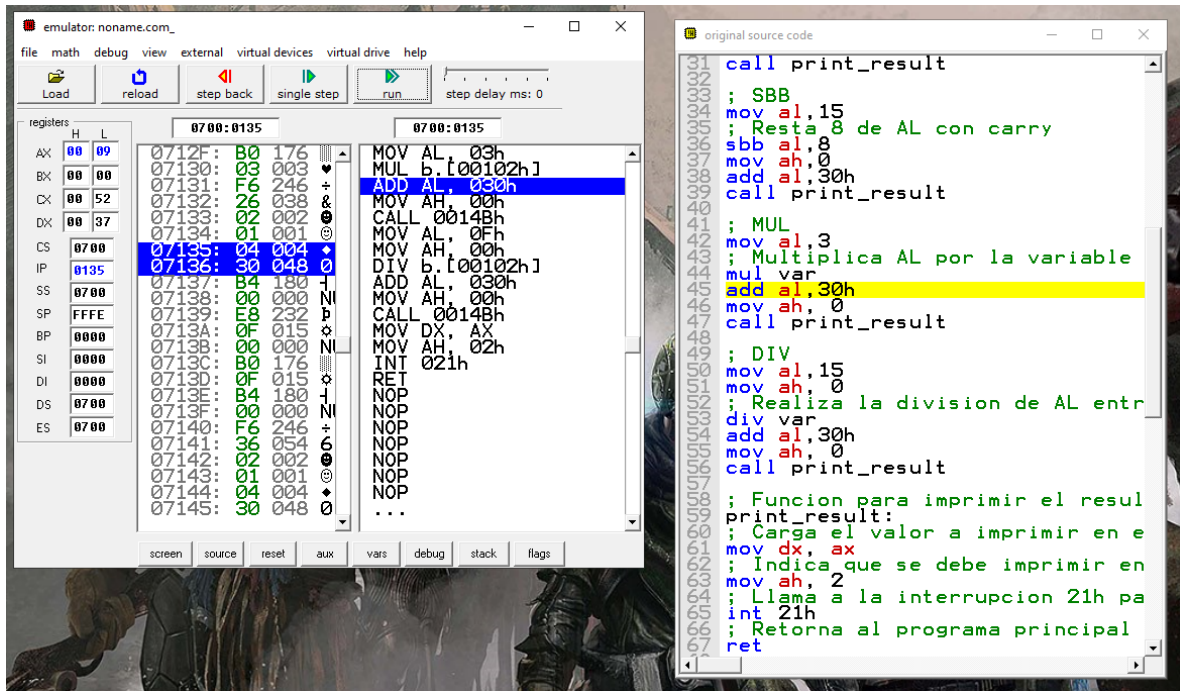 emulator: noname.com_
file math debug view external virtual devices virtual drive help
Load reload step back single step run step delay ms: 0
registers
H L
AX 00 09
BX 00 00
CX 00 52
DX 00 37
CS 0700
IP 0135
SS 0700
SP FFFE
BP 0000
SI 0000
DI 0000
DS 0700
ES 0700
0700:0135
0712F: B0 176
07130: 03 003 ♥
07131: F6 246 ÷
07132: 26 038 &
07133: 02 002 ☻
07134: 01 001 ☺
07135: 04 004 ♦
07136: 30 048 0
07137: B4 180 ┤
07138: 00 000 NU
07139: E8 232 Þ
0713A: 0F 015 ☼
0713B: 00 000 NU
0713C: B0 176
0713D: 0F 015 ☼
0713E: B4 180 ┤
0713F: 00 000 NU
07140: F6 246 ÷
07141: 36 054 6
07142: 02 002 ☻
07143: 01 001 ☺
07144: 04 004 ♦
07145: 30 048 0
0700:0135
MOV AL, 03h
MUL b.[00102h]
ADD AL, 030h
MOV AH, 00h
CALL 0014Bh
MOV AL, 0Fh
MOV AH, 00h
DIV b.[00102h]
ADD AL, 030h
MOV AH, 00h
CALL 0014Bh
MOV DX, AX
MOV AH, 02h
INT 021h
RET
NOP
NOP
NOP
NOP
NOP
NOP
NOP
...
screen source reset aux vars debug stack flags
original source code
31 call print_result
32
33 ; SBB
34 mov al,15
35 ; Resta 8 de AL con carry
36 sbb al,8
37 mov ah,0
38 add al,30h
39 call print_result
40
41 ; MUL
42 mov al,3
43 ; Multiplica AL por la variable
44 mul var
45 add al,30h
46 mov ah, 0
47 call print_result
48
49 ; DIV
50 mov al,15
51 mov ah, 0
52 ; Realiza la division de AL entr
53 div var
54 add al,30h
55 mov ah, 0
56 call print_result
57
58 ; Funcion para imprimir el resul
59 print_result:
60 ; Carga el valor a imprimir en e
61 mov dx, ax
62 ; Indica que se debe imprimir en
63 mov ah, 2
64 ; Llama a la interrupcion 21h pa
65 int 21h
66 ; Retorna al programa principal
67 ret